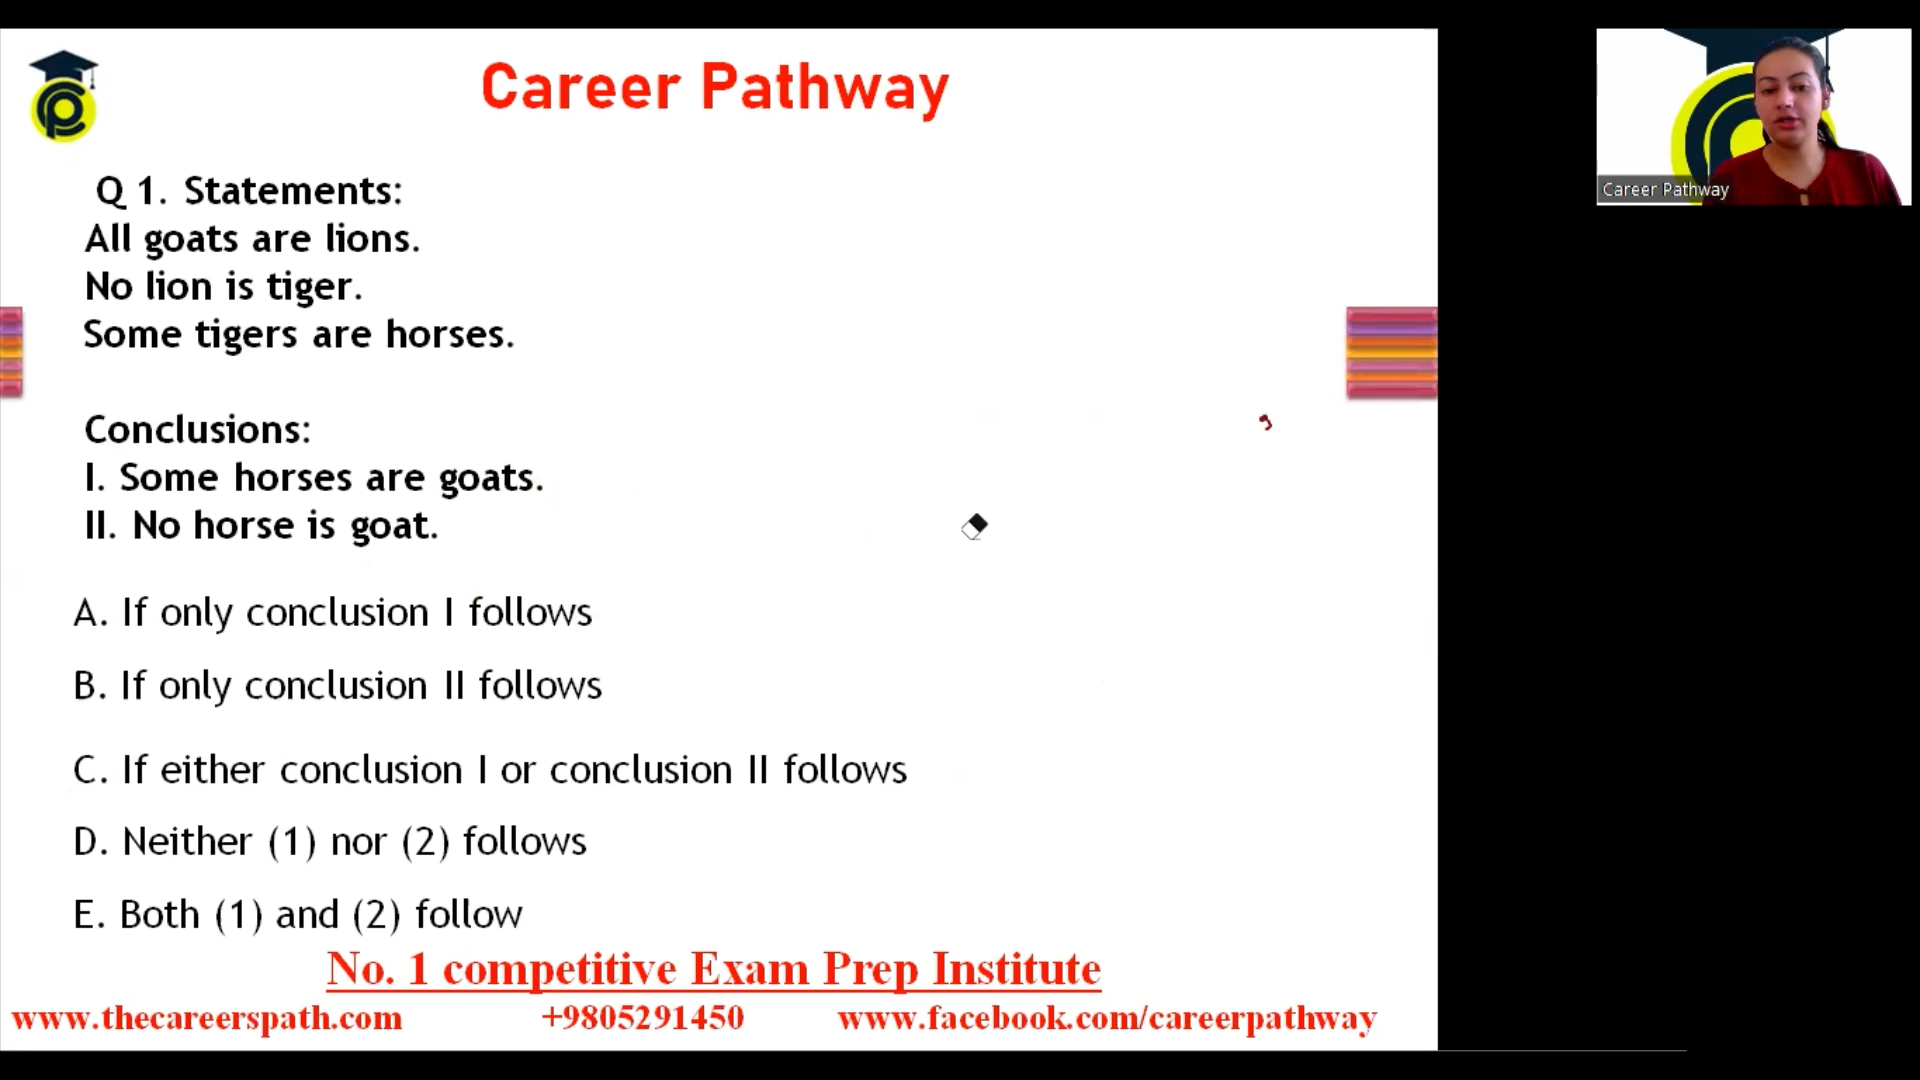 Career Pathway
Q 1. Statements:
All goats are lions.
No lion is tiger.
Some tigers are horses.
Conclusions:
I. Some horses are goats.
II. No horse is goat.
A. If only conclusion I follows
B. If only conclusion II follows
C. If either conclusion I or conclusion II follows
D. Neither (1) nor (2) follows
E. Both (1) and (2) follow
No. 1 competitive Exam Prep Institute
www.thecareerspath.com +9805291450 www.facebook.com/careerpathway
Career Pathway